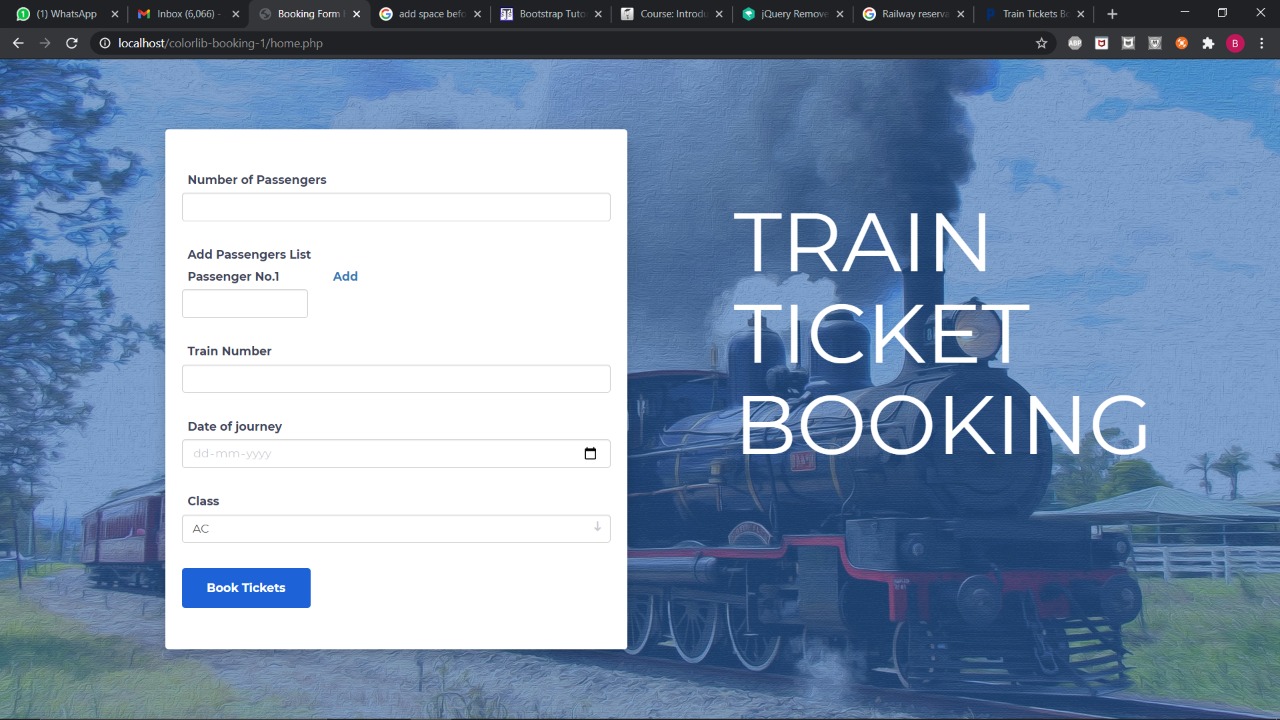 (1) WhatsApp
Inbox (6,066) -
Booking Form
add space
Bootstrap Tuto
Course: Introdu
jQuery Remove
Railway reserva
Train Tickets Bo
localhost/colorlib-booking-1/home.php
ABP
B
Number of Passengers
Add Passengers List
Passenger No.1 Add
Train Number
Date of journey
dd-mm-yyyy
Class
AC
Book Tickets
TRAIN
TICKET
BOOKING